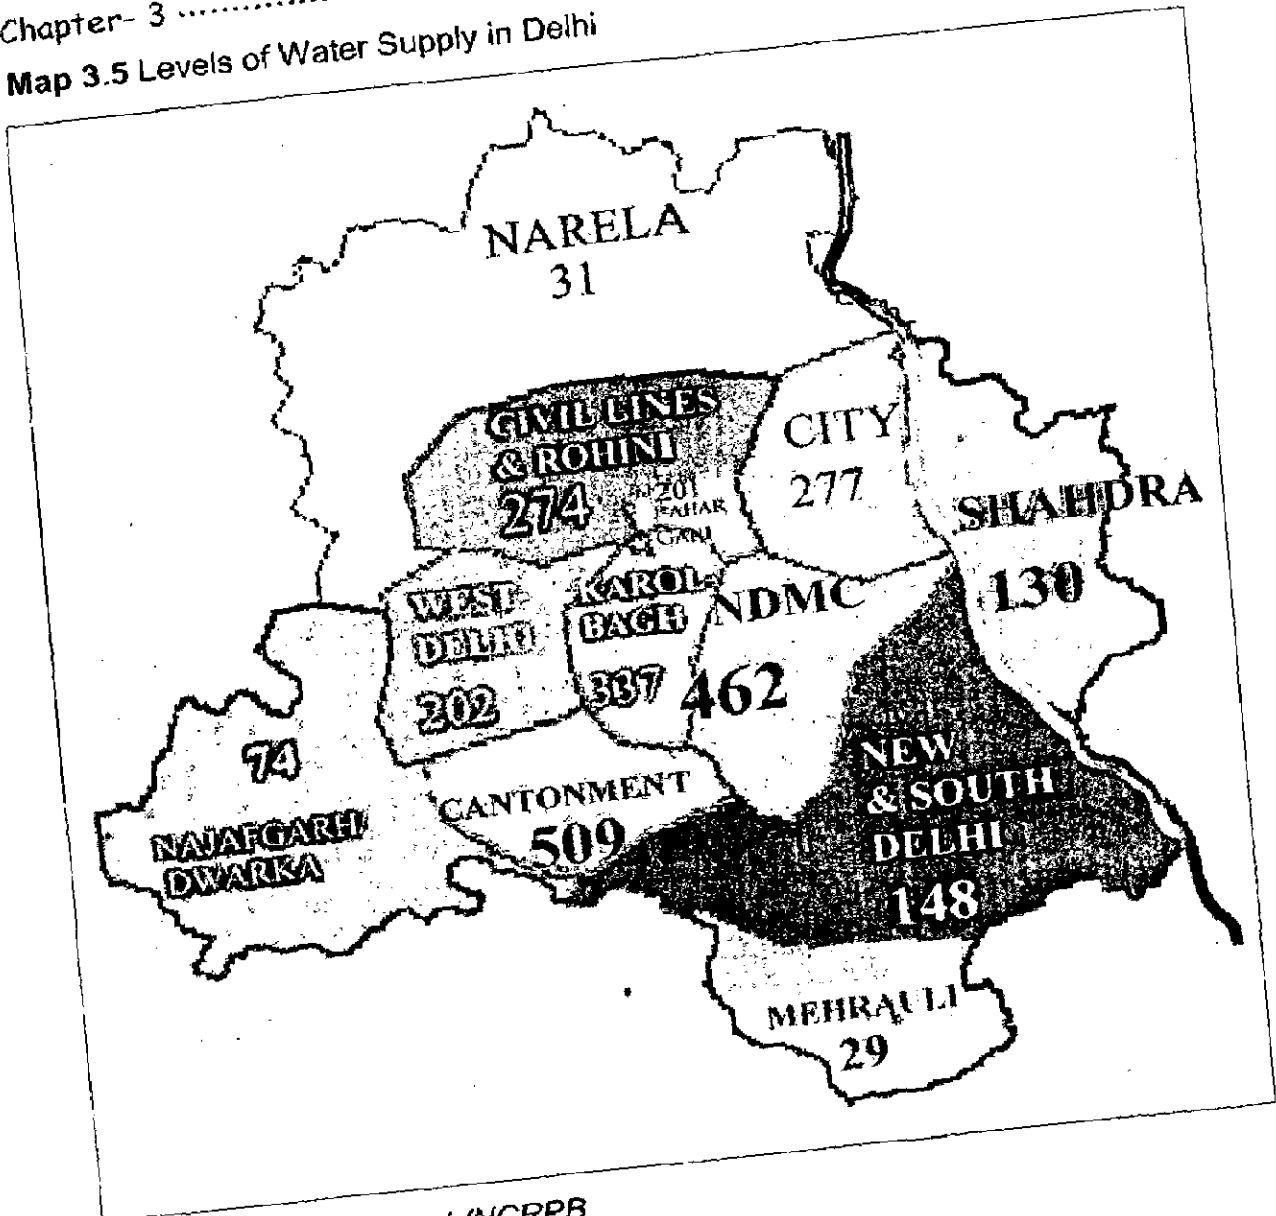 Chapter- 3 ..............
Map 3.5 Levels of Water Supply in Delhi
NARELA
31
CIVIL LINES
& ROHINI
274
201
PAHAR
GANJ
CITY
277
SHAHDRA
130
WEST
DELHI
202
KAROL
BAGH
337
NDMC
462
74
NAJAFGARH
DWARKA
CANTONMENT
509
NEW
& SOUTH
DELHI
148
MEHRAULI
29
/NCRPB